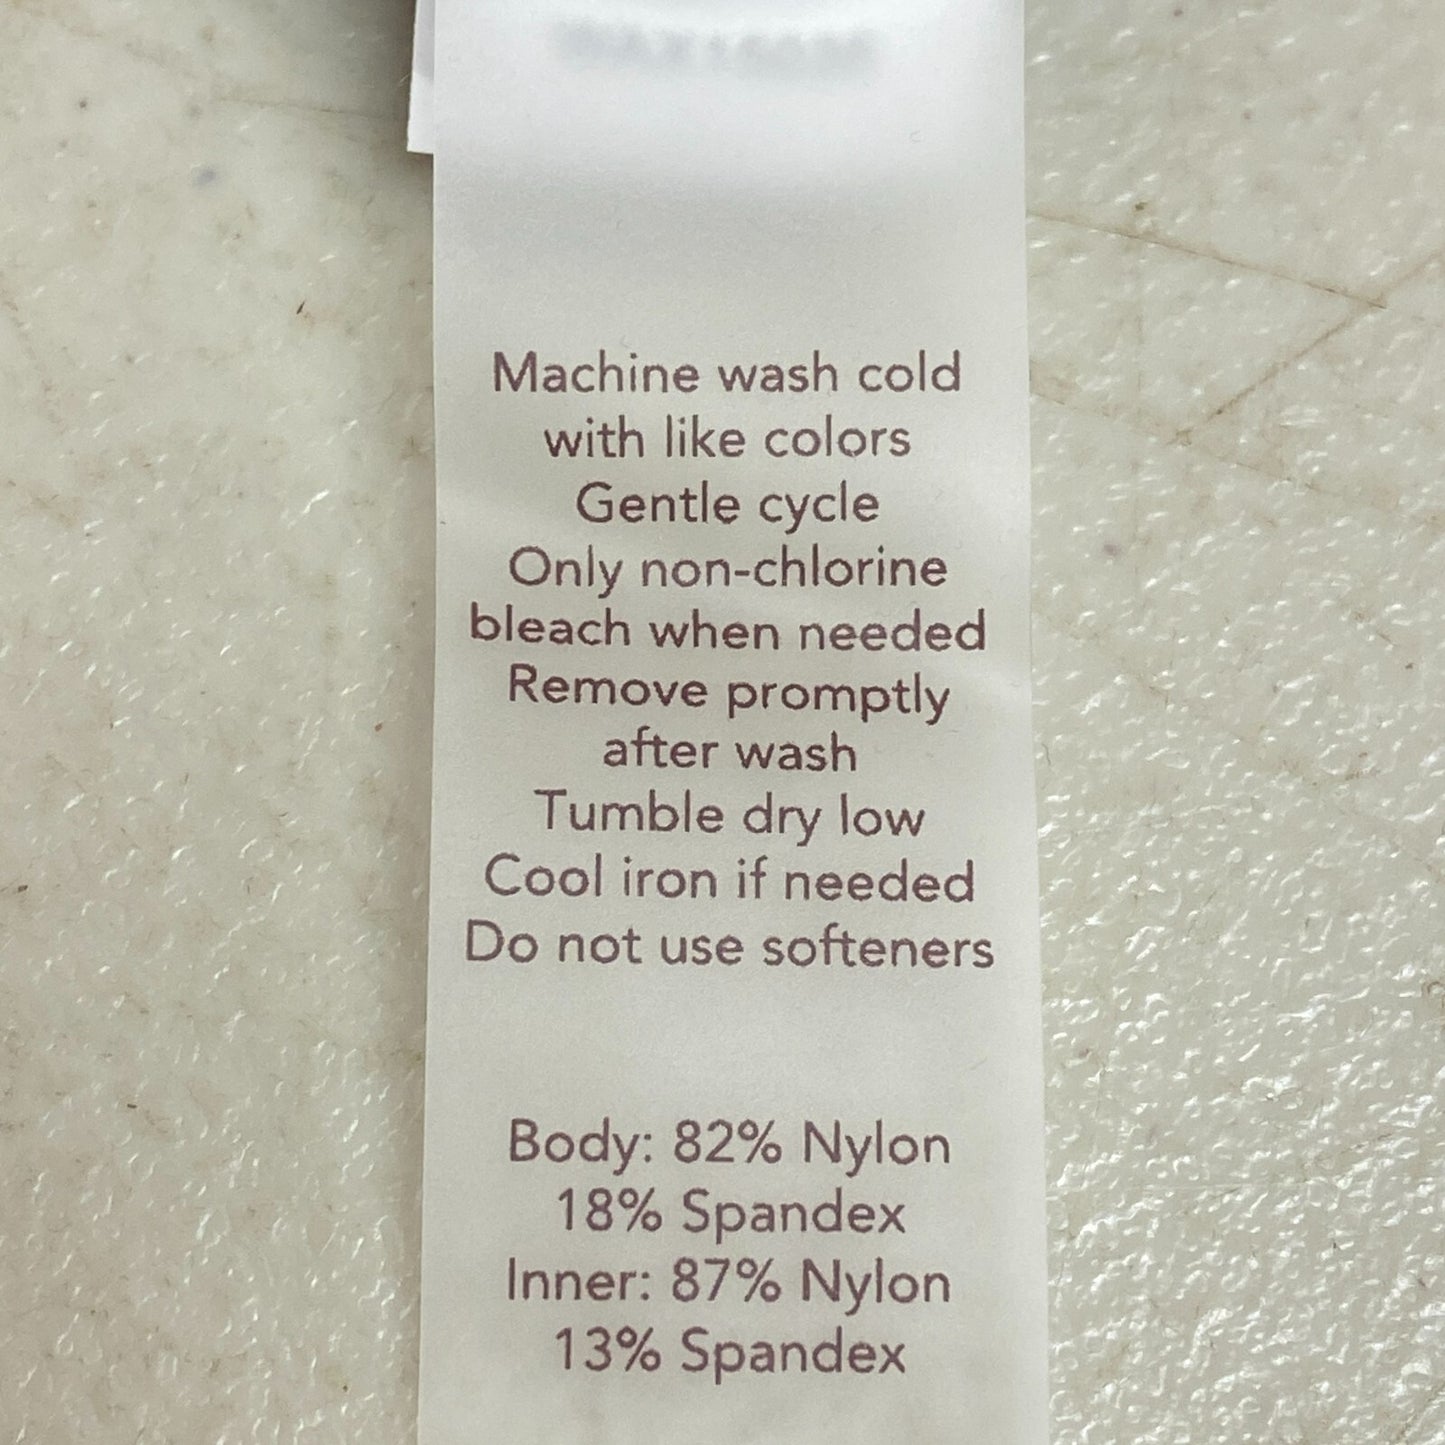 Machine wash cold
with like colors
Gentle cycle
Only non-chlorine
bleach when needed
Remove promptly
after wash
Tumble dry low
Cool iron if needed
Do not use softeners
Body: 82% Nylon
18% Spandex
Inner: 87% Nylon
13% Spandex